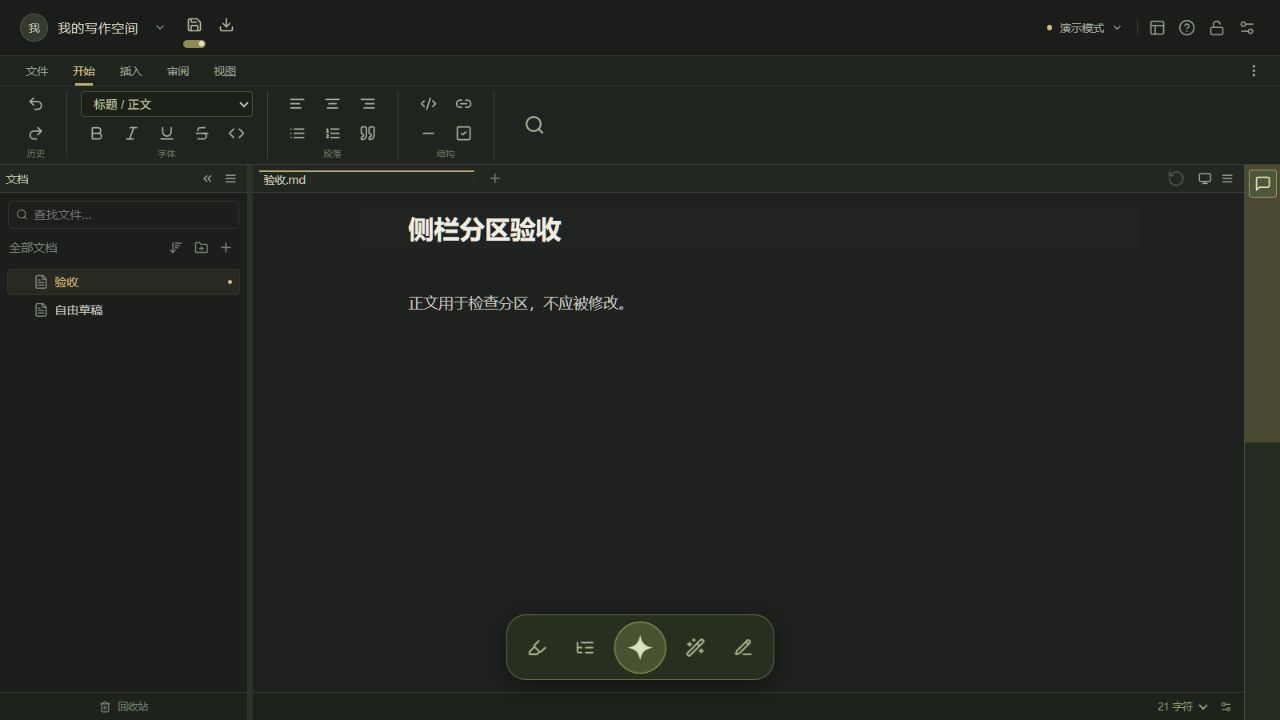 我 我的写作空间 演示模式
文件 开始 插入 审阅 视图
标题 / 正文
历史 字体 段落 结构
文档 验收.md
查找文件...
侧栏分区验收
全部文档
验收
正文用于检查分区，不应被修改。
自由草稿
回收站 21 字符